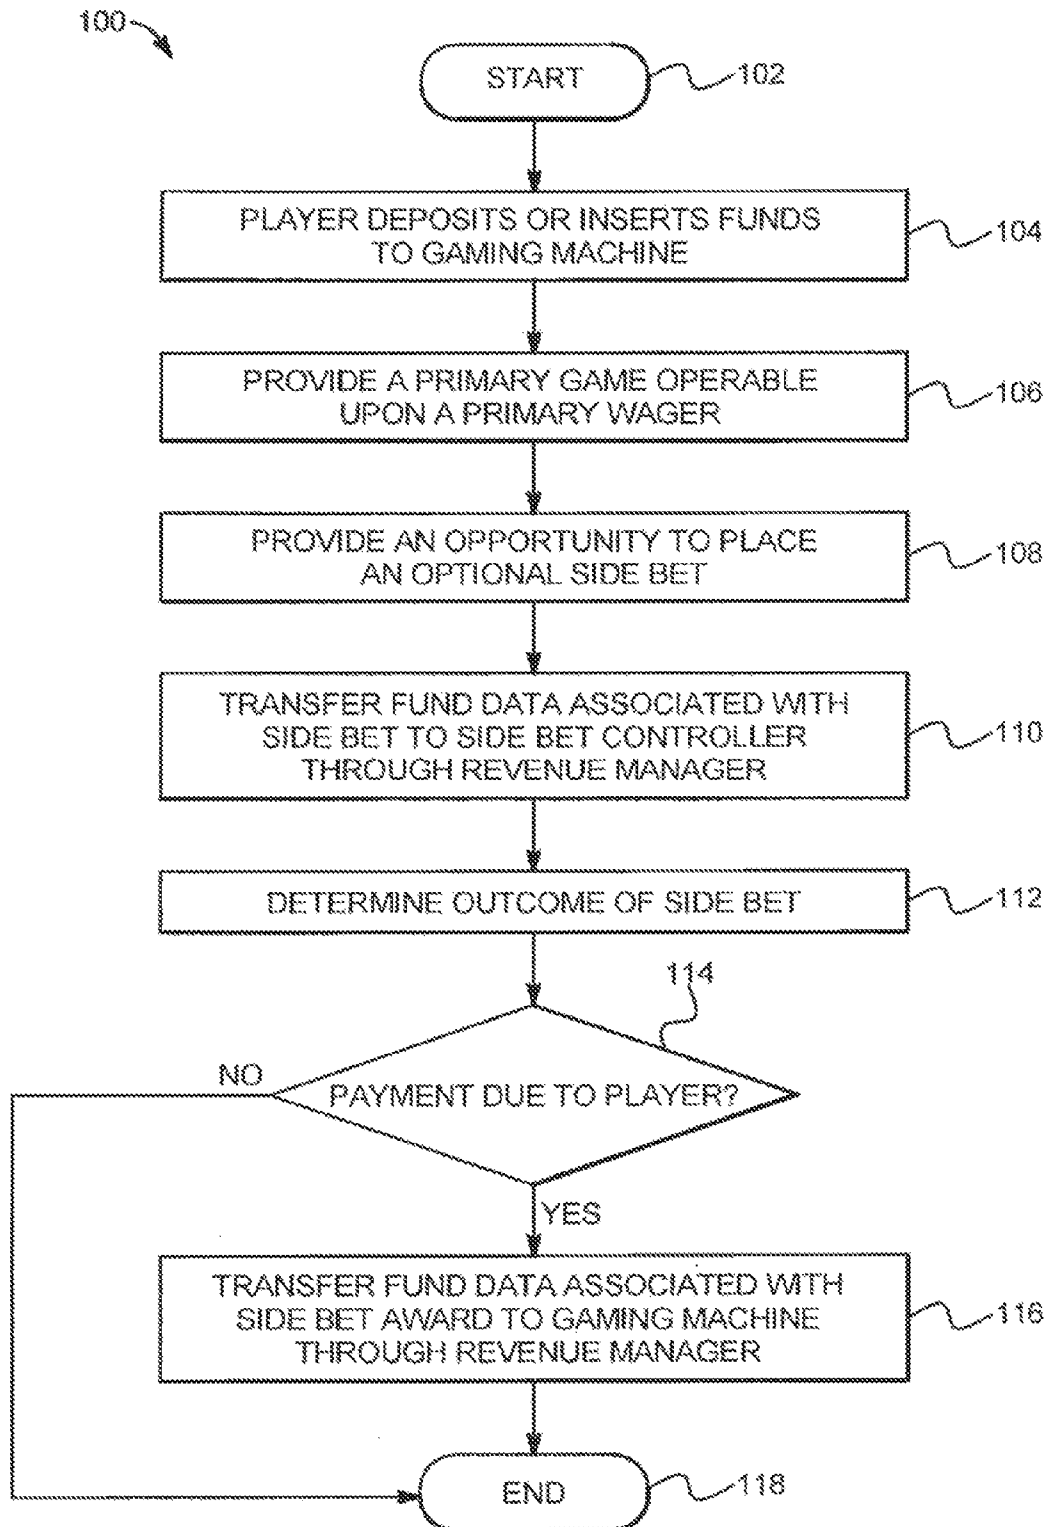 100
START
102
PLAYER DEPOSITS OR INSERTS FUNDS
TO GAMING MACHINE
104
PROVIDE A PRIMARY GAME OPERABLE
UPON A PRIMARY WAGER
106
PROVIDE AN OPPORTUNITY TO PLACE
AN OPTIONAL SIDE BET
108
TRANSFER FUND DATA ASSOCIATED WITH
SIDE BET TO SIDE BET CONTROLLER
THROUGH REVENUE MANAGER
110
DETERMINE OUTCOME OF SIDE BET
112
114
NO
PAYMENT DUE TO PLAYER?
YES
TRANSFER FUND DATA ASSOCIATED WITH
SIDE BET AWARD TO GAMING MACHINE
THROUGH REVENUE MANAGER
116
END
118